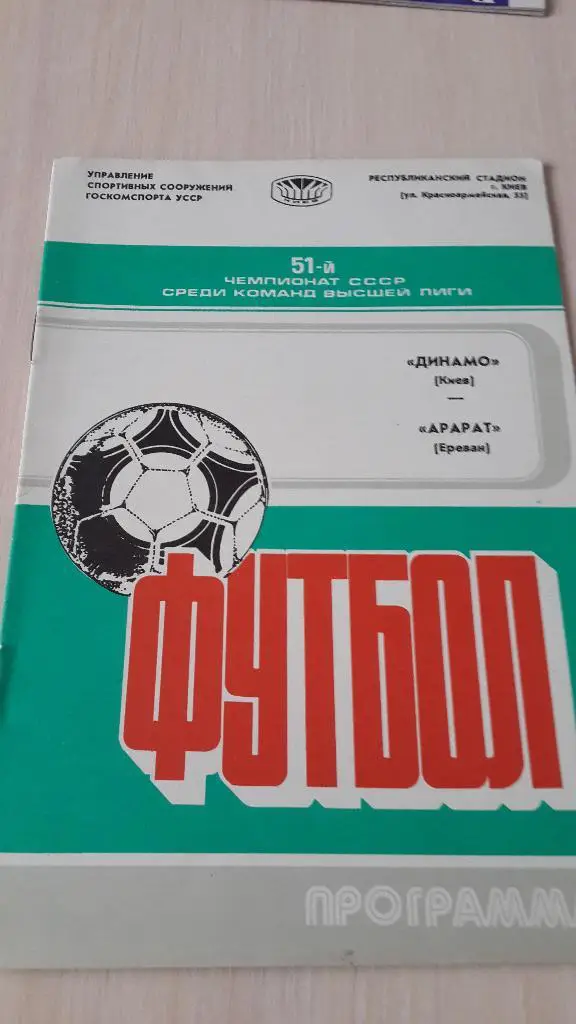 УПРАВЛЕНИЕ
СПОРТИВНЫХ СООРУЖЕНИЙ
ГОСКОМСПОРТА УССР
РЕСПУБЛИКАНСКИЙ СТАДИОН
г. КИЕВ
(ул. Красноармейская, 55)
51-й
ЧЕМПИОНАТ СССР
СРЕДИ КОМАНД ВЫСШЕЙ ЛИГИ
«ДИНАМО»
(Киев)
—
«АРАРАТ»
(Ереван)
ФУТБОЛ
ПРОГРАММА